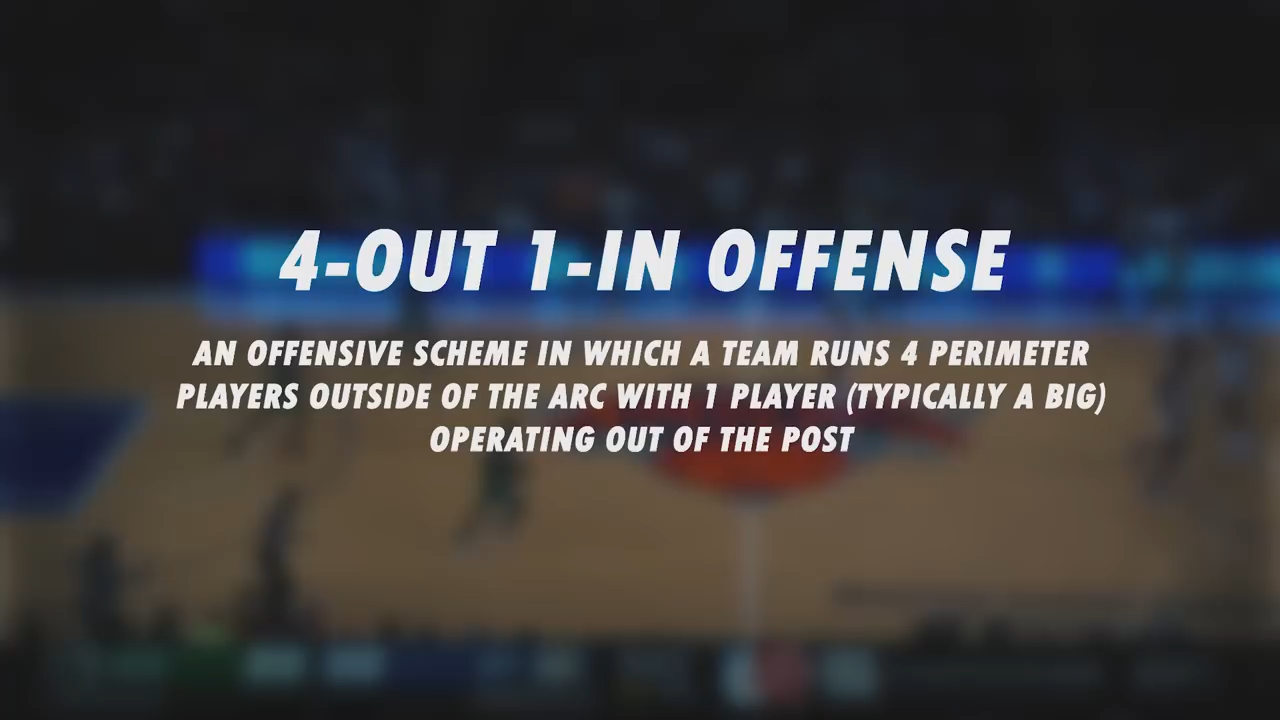 4-OUT 1-IN OFFENSE
AN OFFENSIVE SCHEME IN WHICH A TEAM RUNS 4 PERIMETER
PLAYERS OUTSIDE OF THE ARC WITH 1 PLAYER (TYPICALLY A BIG)
OPERATING OUT OF THE POST